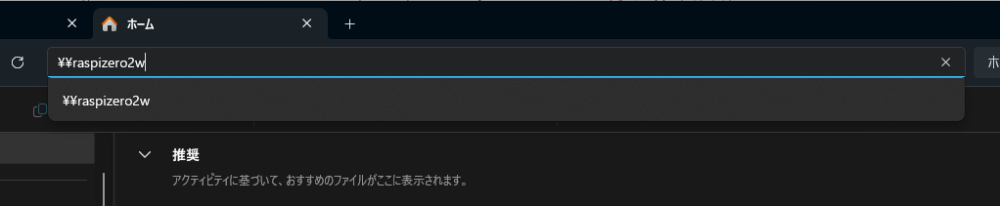 ホーム
¥¥raspizero2w
ホ
¥¥raspizero2w
推奨
アクティビティに基づいて、おすすめのファイルがここに表示されます。